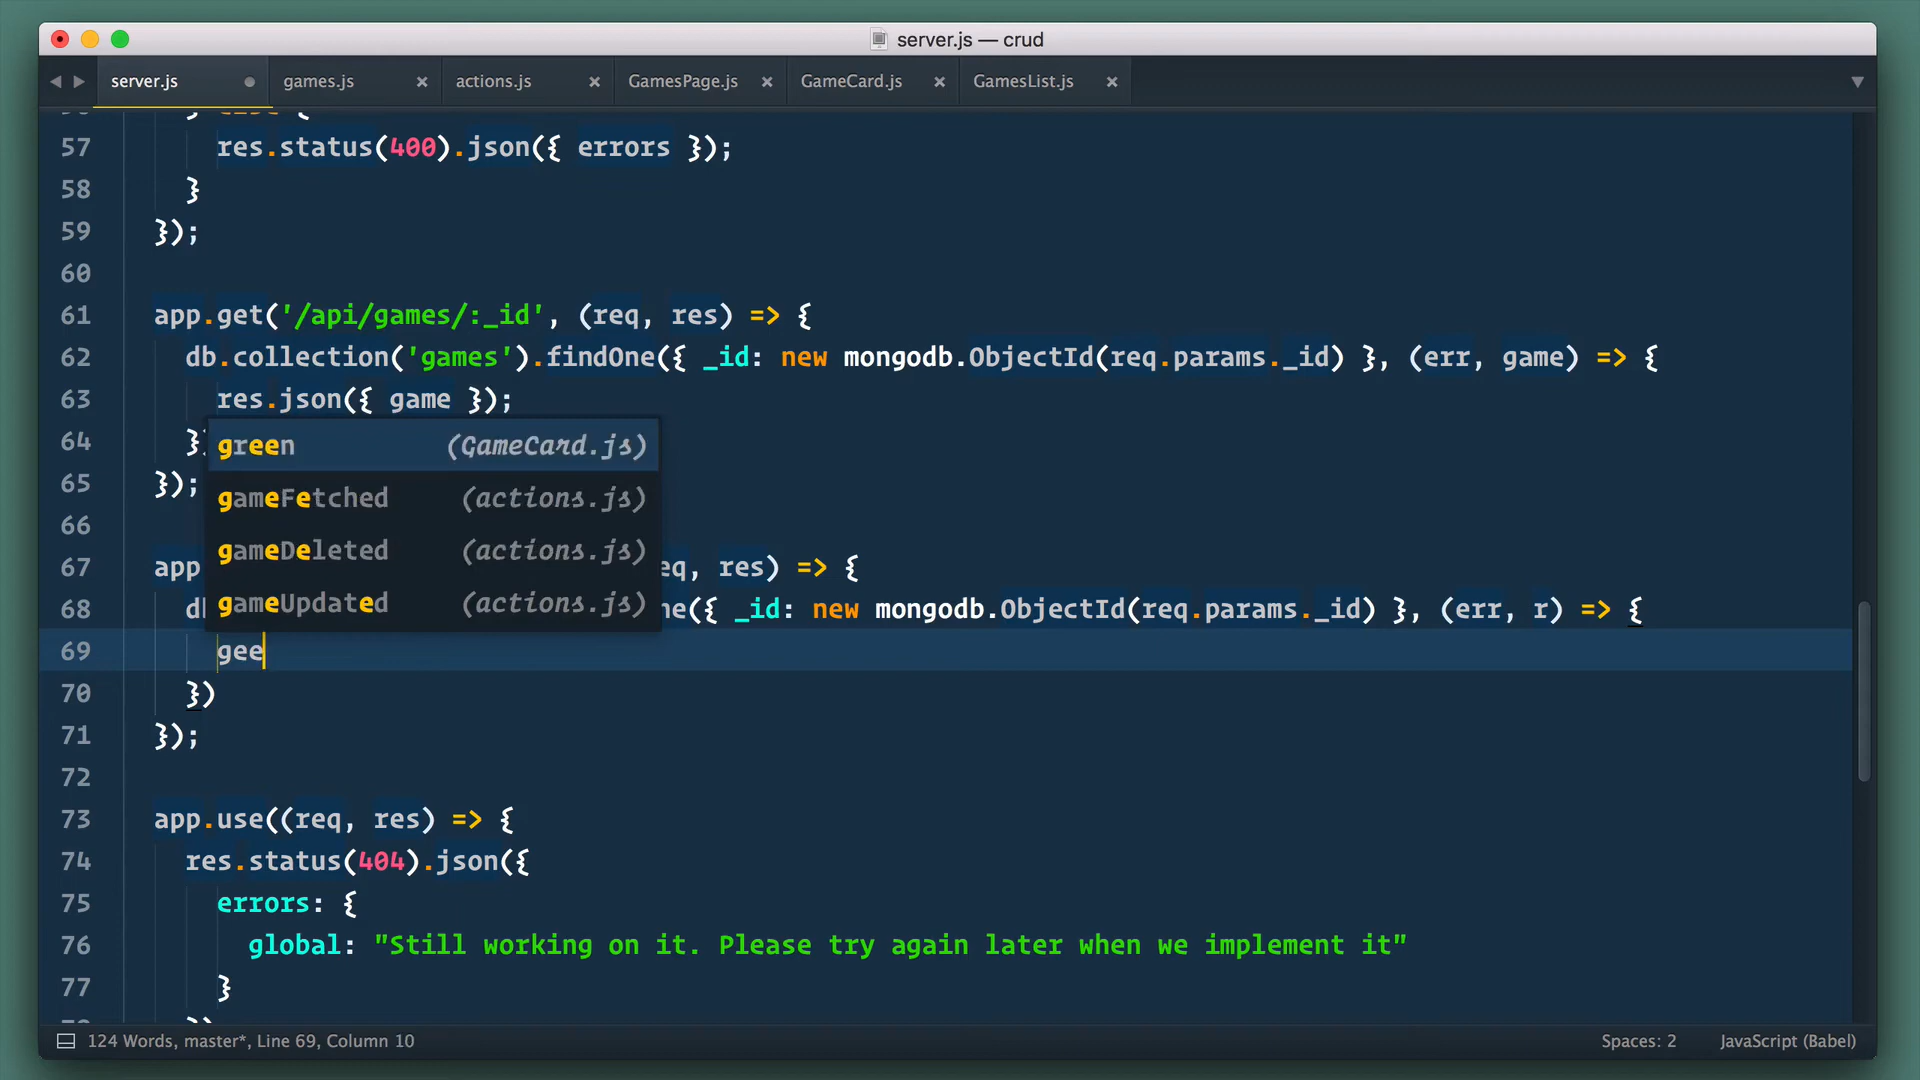 server.js — crud
server.js games.js actions.js GamesPage.js GameCard.js GamesList.js
57 res.status(400).json({ errors });
58 }
59 });
60
61 app.get('/api/games/:_id', (req, res) => {
62 db.collection('games').findOne({ _id: new mongodb.ObjectId(req.params._id) }, (err, game) => {
63 res.json({ game });
64 })
green (GameCard.js)
65 });
gameFetched (actions.js)
66
gameDeleted (actions.js)
67 app eq, res) => {
gameUpdated (actions.js)
68 db ne({ _id: new mongodb.ObjectId(req.params._id) }, (err, r) => {
69 gee
70 })
71 });
72
73 app.use((req, res) => {
74 res.status(404).json({
75 errors: {
76 global: "Still working on it. Please try again later when we implement it"
77 }
124 Words, master*, Line 69, Column 10 Spaces: 2 JavaScript (Babel)